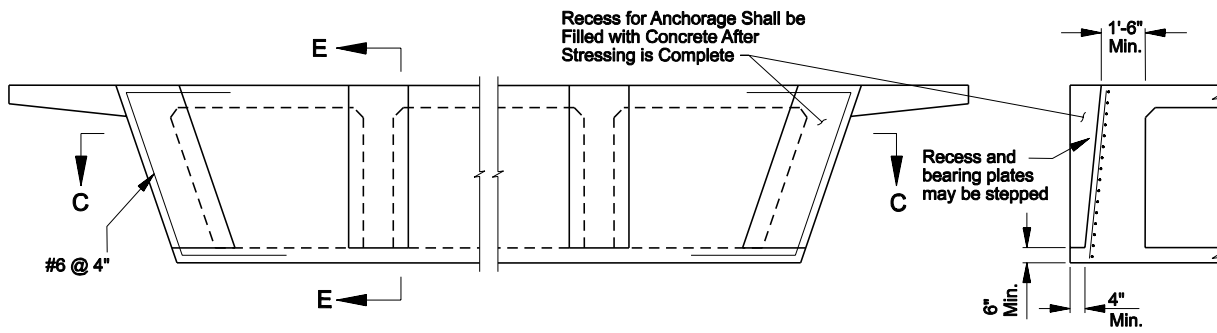 Recess for Anchorage Shall be
Filled with Concrete After
Stressing is Complete
1'-6"
Min.
E
C
C
Recess and
bearing plates
may be stepped
#6 @ 4"
E
6"
Min.
4"
Min.